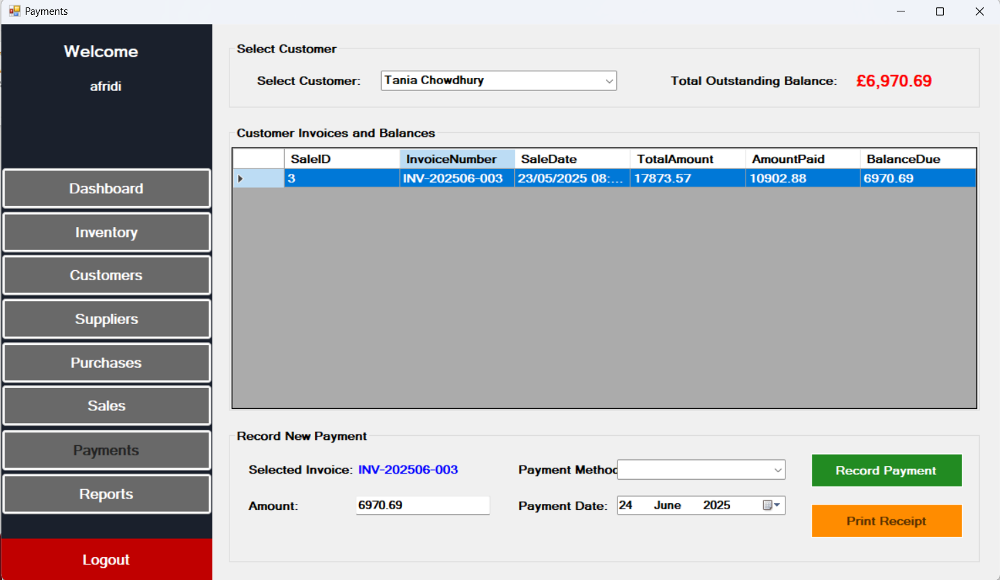 Payments
Welcome
afridi
Dashboard
Inventory
Customers
Suppliers
Purchases
Sales
Payments
Reports
Logout
Select Customer
Select Customer: Tania Chowdhury Total Outstanding Balance: £6,970.69
Customer Invoices and Balances
SaleID InvoiceNumber SaleDate TotalAmount AmountPaid BalanceDue
3 INV-202506-003 23/05/2025 08:... 17873.57 10902.88 6970.69
Record New Payment
Selected Invoice: INV-202506-003 Payment Method Record Payment
Amount: 6970.69 Payment Date: 24 June 2025
Print Receipt